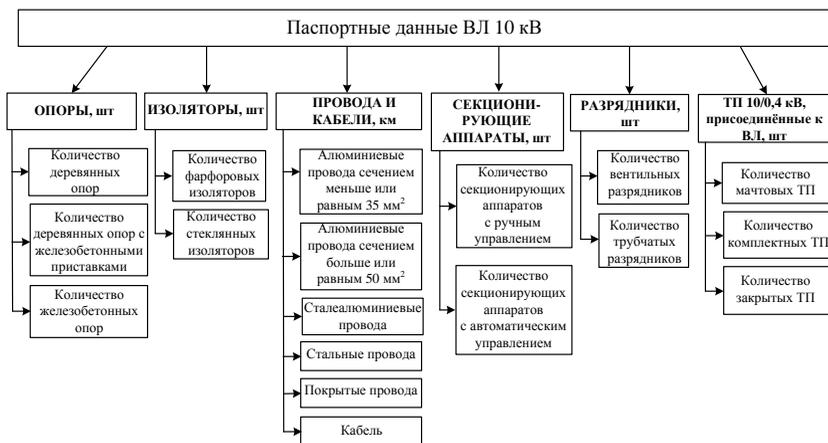 Паспортные данные ВЛ 10 кВ
ОПОРЫ, шт
Количество
деревянных
опор
Количество
деревянных опор с
железобетонными
приставками
Количество
железобетонных
опор
ИЗОЛЯТОРЫ, шт
Количество
фарфоровых
изоляторов
Количество
стеклянных
изоляторов
ПРОВОДА И
КАБЕЛИ, км
Алюминиевые
провода сечением
меньше или
равным 35 мм²
Алюминиевые
провода сечением
больше или
равным 50 мм²
Сталеалюминиевые
провода
Стальные провода
Покрытые провода
Кабель
СЕКЦИОНИ-
РУЮЩИЕ
АППАРАТЫ, шт
Количество
секционирующих
аппаратов
с ручным
управлением
Количество
секционирующих
аппаратов
с автоматическим
управлением
РАЗРЯДНИКИ,
шт
Количество
вентильных
разрядников
Количество
трубчатых
разрядников
ТП 10/0,4 кВ,
присоединённые к
ВЛ, шт
Количество
мачтовых ТП
Количество
комплектных ТП
Количество
закрытых ТП